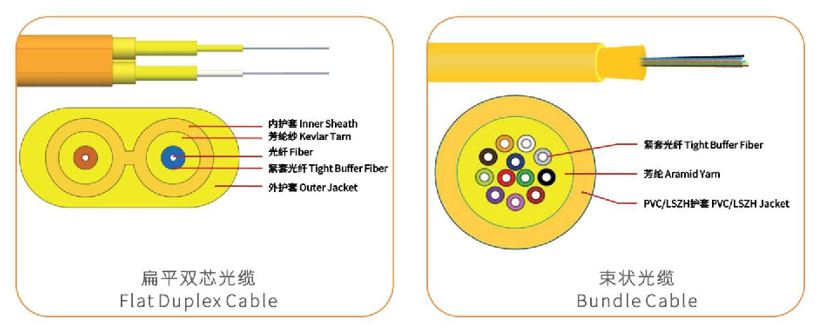 内护套 Inner Sheath
芳纶纱 Kevlar Tarn
光纤 Fiber
紧套光纤 Tight Buffer Fiber
外护套 Outer Jacket
扁平双芯光缆
Flat Duplex Cable
紧套光纤 Tight Buffer Fiber
芳纶 Aramid Yarn
PVC/LSZH护套 PVC/LSZH Jacket
束状光缆
Bundle Cable